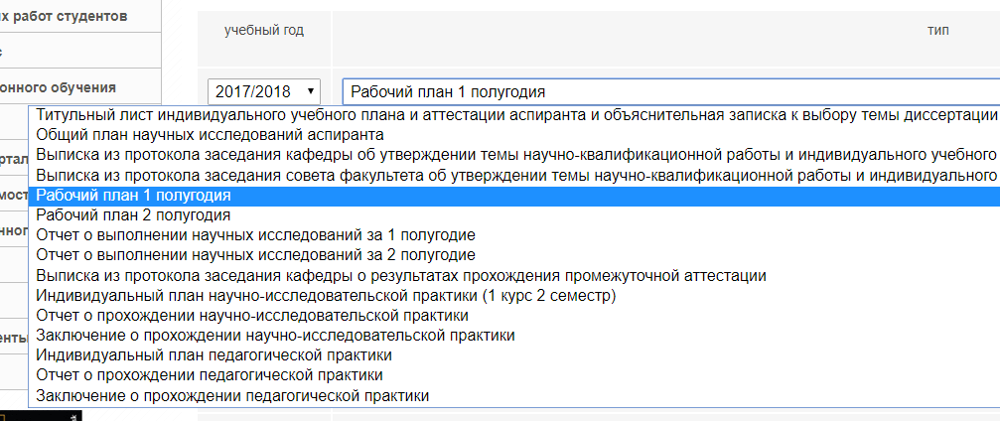 х работ студентов
с
онного обучения
ртал
мост
нног
енты
учебный год
тип
2017/2018
Рабочий план 1 полугодия
Титульный лист индивидуального учебного плана и аттестации аспиранта и объяснительная записка к выбору темы диссертации
Общий план научных исследований аспиранта
Выписка из протокола заседания кафедры об утверждении темы научно-квалификационной работы и индивидуального учебного
Выписка из протокола заседания совета факультета об утверждении темы научно-квалификационной работы и индивидуального
Рабочий план 1 полугодия
Рабочий план 2 полугодия
Отчет о выполнении научных исследований за 1 полугодие
Отчет о выполнении научных исследований за 2 полугодие
Выписка из протокола заседания кафедры о результатах прохождения промежуточной аттестации
Индивидуальный план научно-исследовательской практики (1 курс 2 семестр)
Отчет о прохождении научно-исследовательской практики
Заключение о прохождении научно-исследовательской практики
Индивидуальный план педагогической практики
Отчет о прохождении педагогической практики
Заключение о прохождении педагогической практики